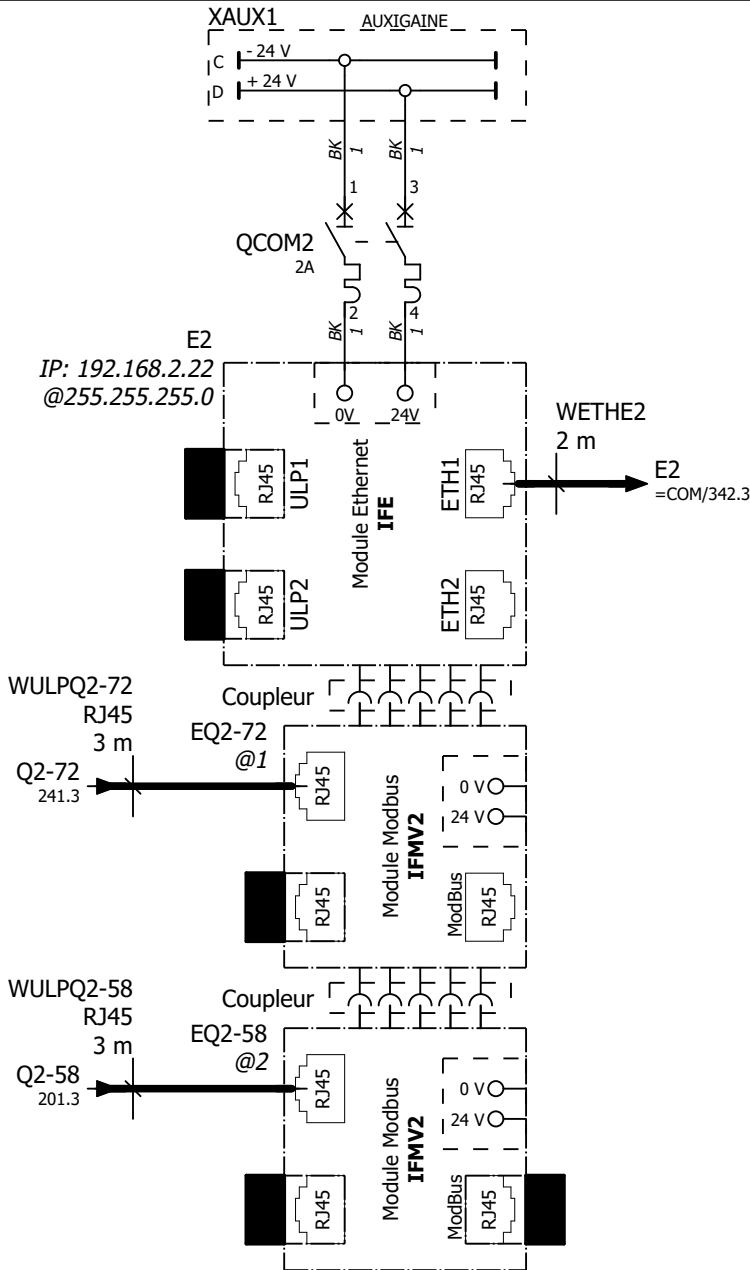 XAUX1
AUXIGAINE
C
- 24 V
D
+ 24 V
BK
1
BK
1
1
3
QCOM2
2A
2
4
BK
1
BK
1
E2
IP: 192.168.2.22
@255.255.255.0
0V
24V
Module Ethernet
IFE
RJ45
ULP1
RJ45
ULP2
ETH1
RJ45
ETH2
RJ45
WETHE2
2 m
E2
=COM/342.3
Coupleur
WULPQ2-72
RJ45
3 m
Q2-72
241.3
EQ2-72
@1
RJ45
RJ45
Module Modbus
IFMV2
0 V
24 V
ModBus
RJ45
Coupleur
WULPQ2-58
RJ45
3 m
Q2-58
201.3
EQ2-58
@2
RJ45
RJ45
Module Modbus
IFMV2
0 V
24 V
ModBus
RJ45